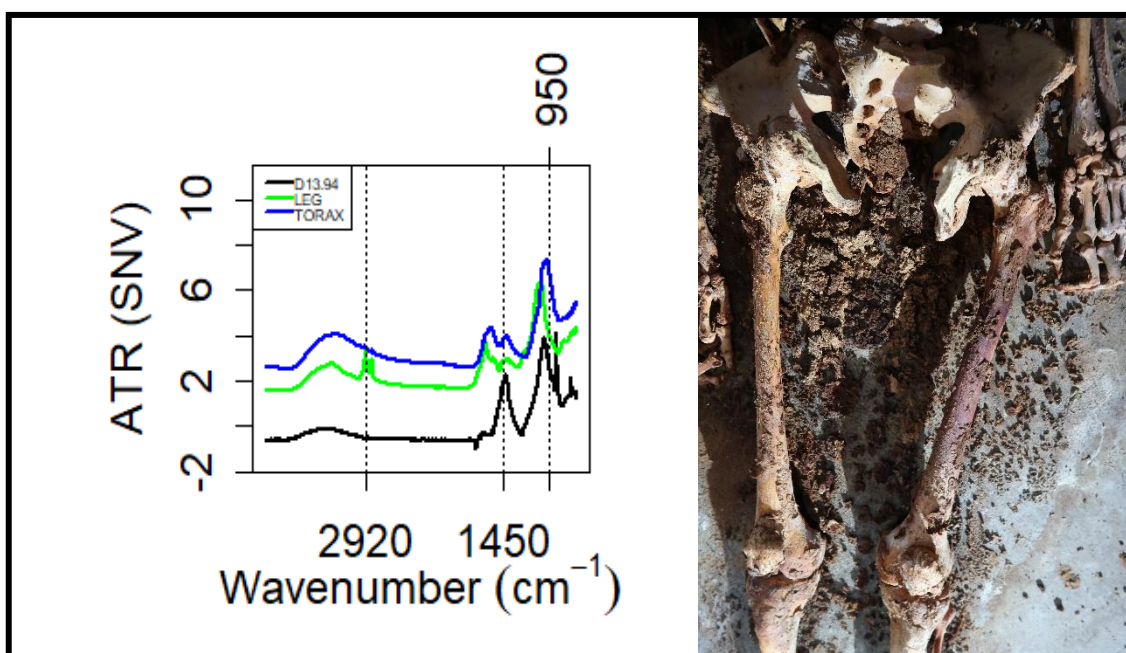 950
D13.94
LEG
TORAX
10
6
2
-2
ATR (SNV)
2920 1450
Wavenumber (cm⁻¹)